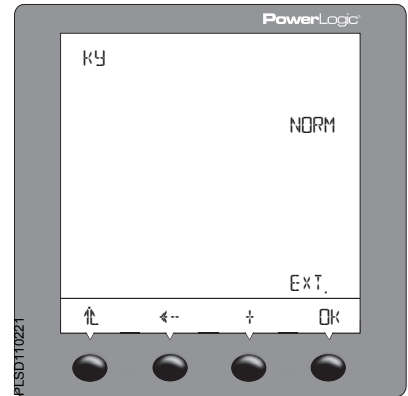 PowerLogic®
KY
NORM
EXT.
<-- + OK
PLSD110221